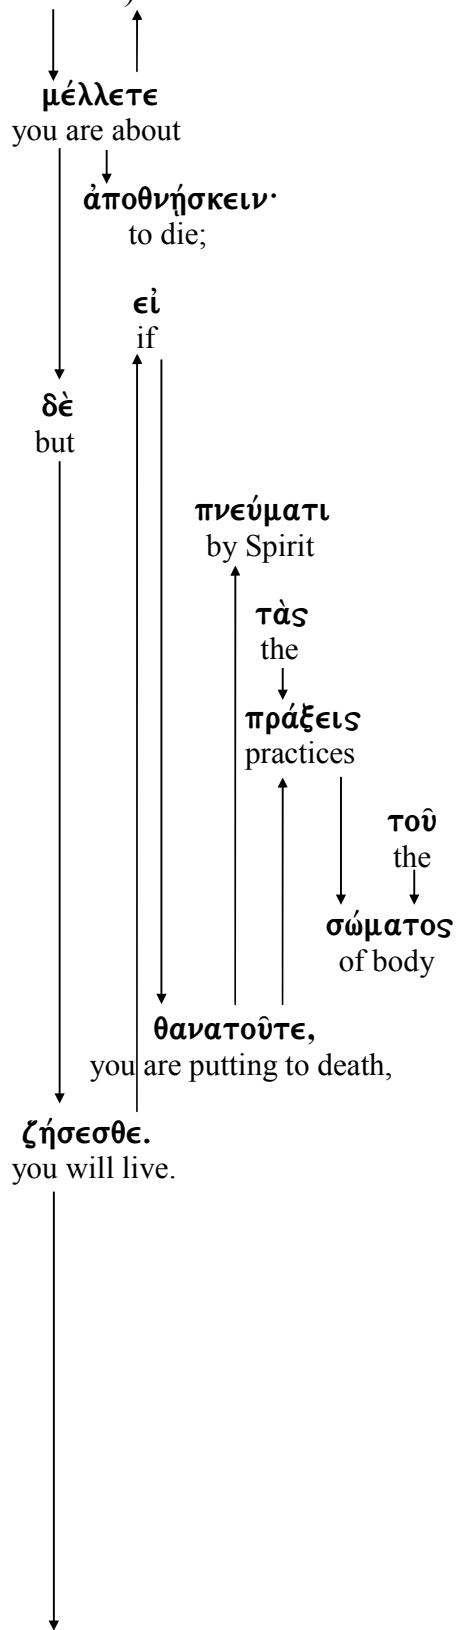 μέλλετε
you are about
ἀποθνῄσκειν·
to die;
εἰ
if
δὲ
but
πνεύματι
by Spirit
τὰς
the
πράξεις
practices
τοῦ
the
σώματος
of body
θανατοῦτε,
you are putting to death,
ζήσεσθε.
you will live.